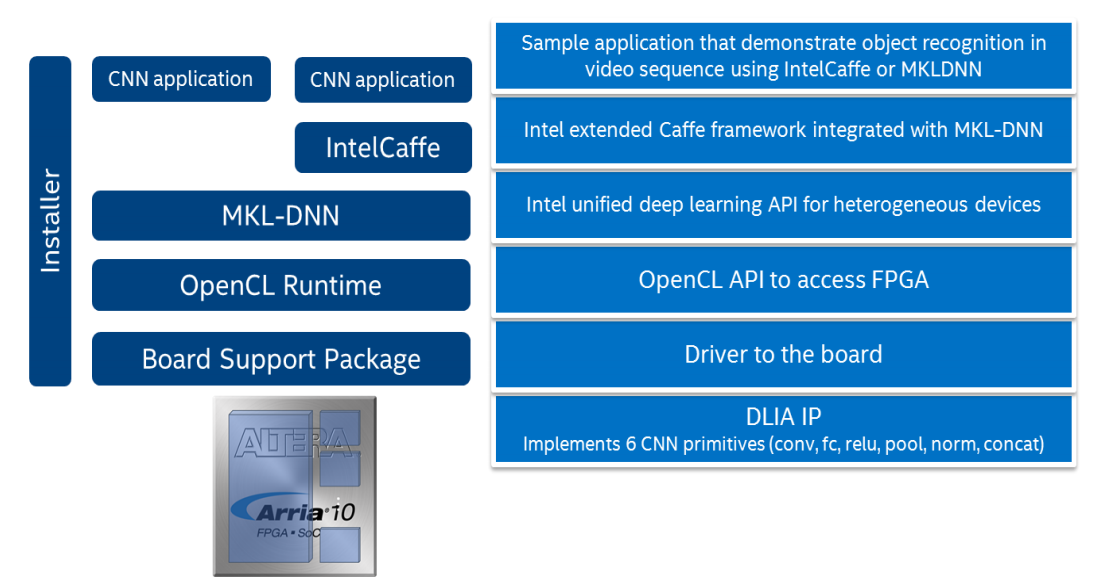 Installer
CNN application
CNN application
IntelCaffe
MKL-DNN
OpenCL Runtime
Board Support Package
ALTERA
Arria 10
FPGA • SoC
Sample application that demonstrate object recognition in
video sequence using IntelCaffe or MKLDNN
Intel extended Caffe framework integrated with MKL-DNN
Intel unified deep learning API for heterogeneous devices
OpenCL API to access FPGA
Driver to the board
DLIA IP
Implements 6 CNN primitives (conv, fc, relu, pool, norm, concat)